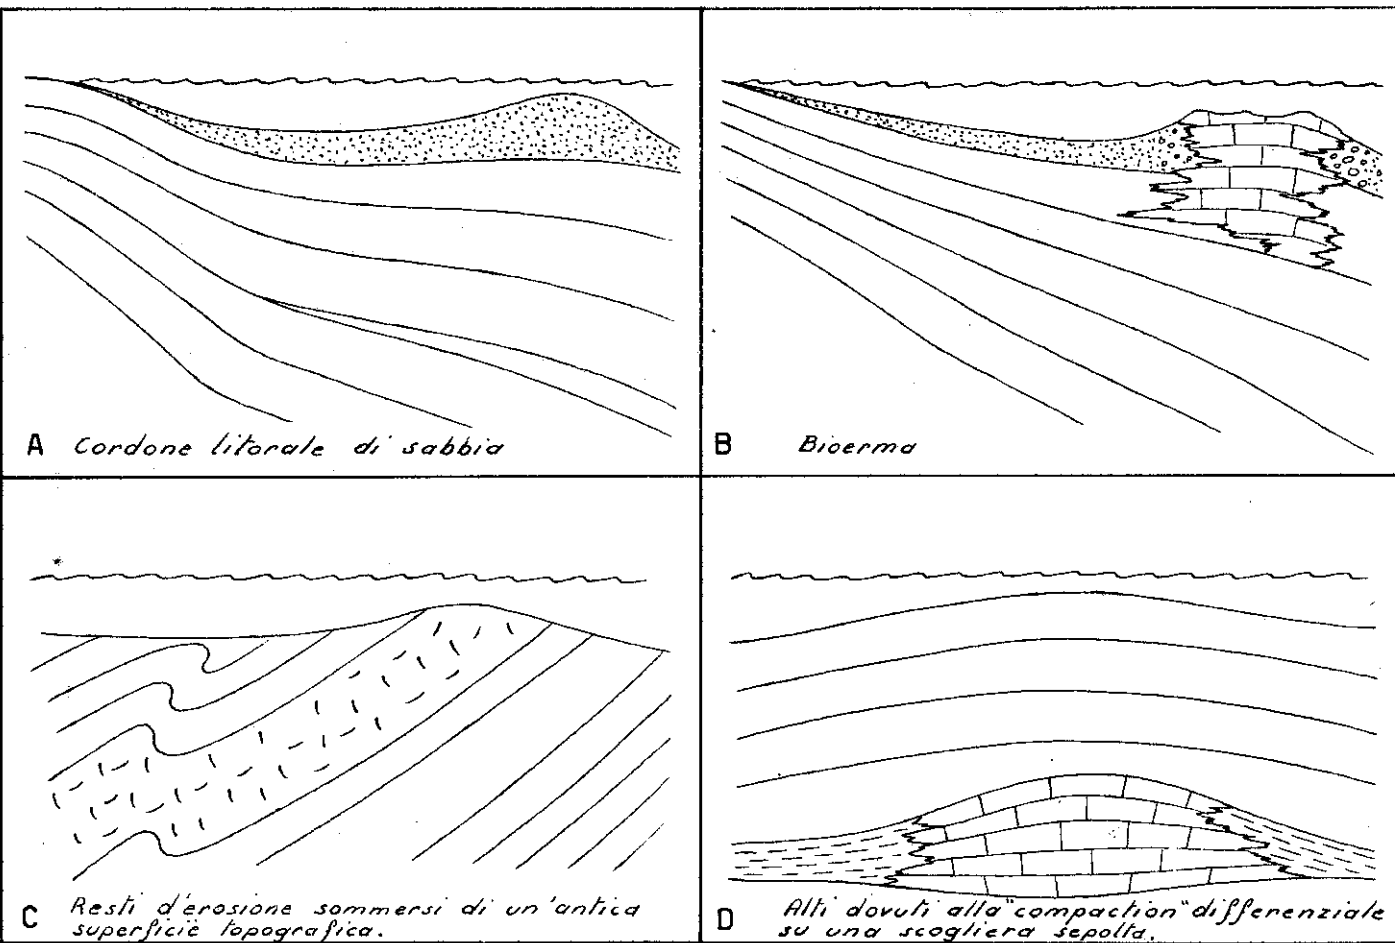 A Cordone litorale di sabbia
B Bioerma
C Resti d'erosione sommersi di un'antica
superficie topografica.
D Alti dovuti alla "compaction" differenziale
su una scogliera sepolta.